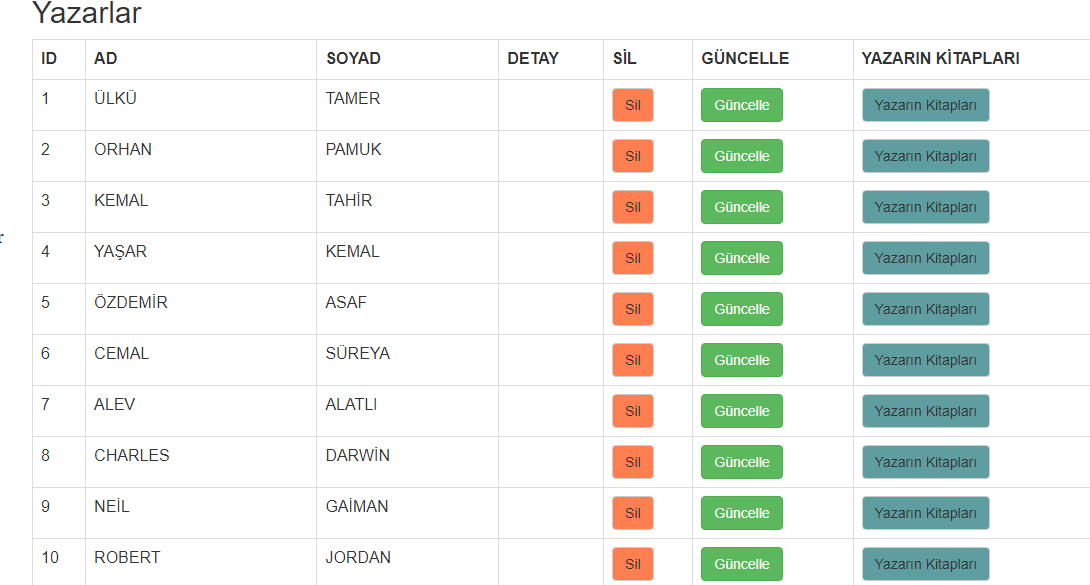 Yazarlar
ID AD SOYAD DETAY SİL GÜNCELLE YAZARIN KİTAPLARI
1 ÜLKÜ TAMER Sil Güncelle Yazarın Kitapları
2 ORHAN PAMUK Sil Güncelle Yazarın Kitapları
3 KEMAL TAHİR Sil Güncelle Yazarın Kitapları
4 YAŞAR KEMAL Sil Güncelle Yazarın Kitapları
5 ÖZDEMİR ASAF Sil Güncelle Yazarın Kitapları
6 CEMAL SÜREYA Sil Güncelle Yazarın Kitapları
7 ALEV ALATLI Sil Güncelle Yazarın Kitapları
8 CHARLES DARWİN Sil Güncelle Yazarın Kitapları
9 NEİL GAİMAN Sil Güncelle Yazarın Kitapları
10 ROBERT JORDAN Sil Güncelle Yazarın Kitapları